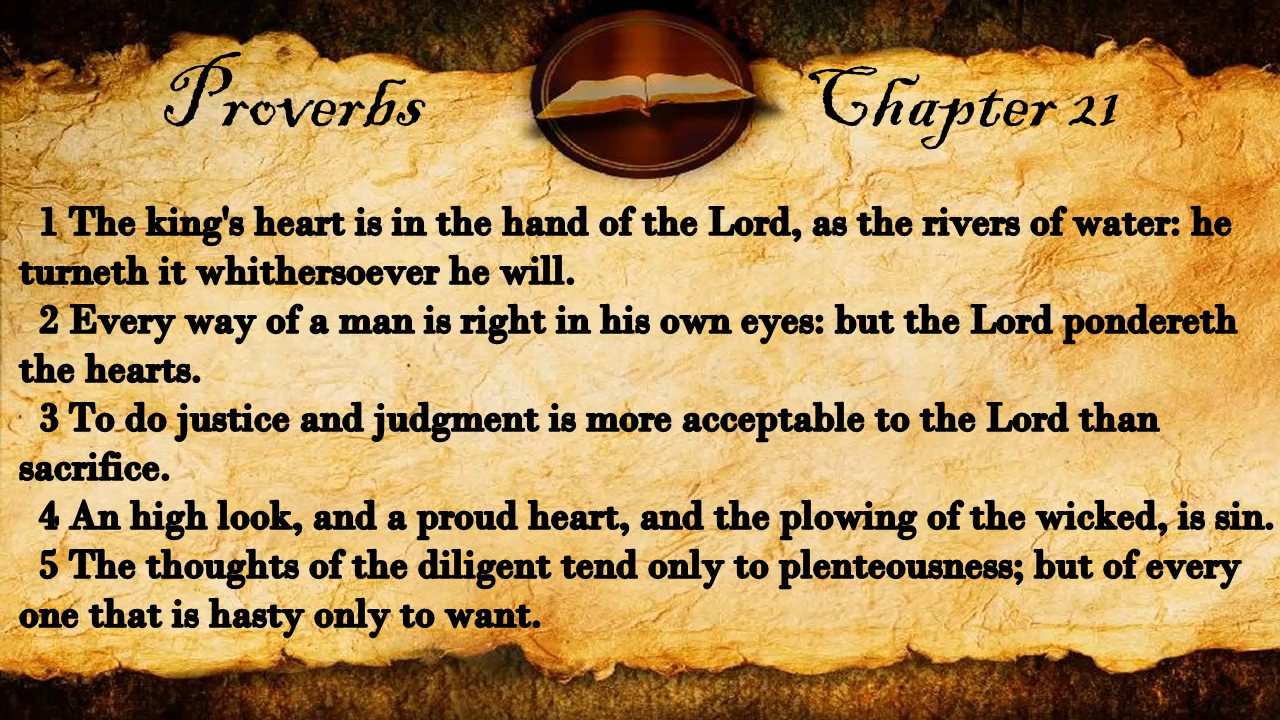 Proverbs Chapter 21
1 The king's heart is in the hand of the Lord, as the rivers of water: he
turneth it whithersoever he will.
2 Every way of a man is right in his own eyes: but the Lord pondereth
the hearts.
3 To do justice and judgment is more acceptable to the Lord than
sacrifice.
4 An high look, and a proud heart, and the plowing of the wicked, is sin.
5 The thoughts of the diligent tend only to plenteousness; but of every
one that is hasty only to want.